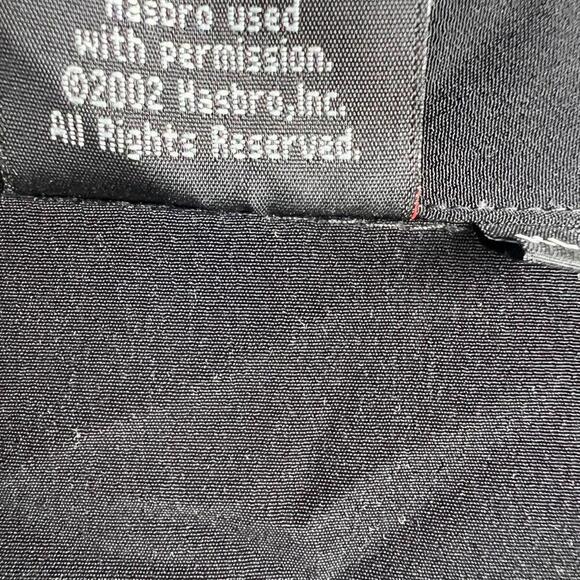 Hasbro used
with permission.
©2002 Hasbro,Inc.
All Rights Reserved.